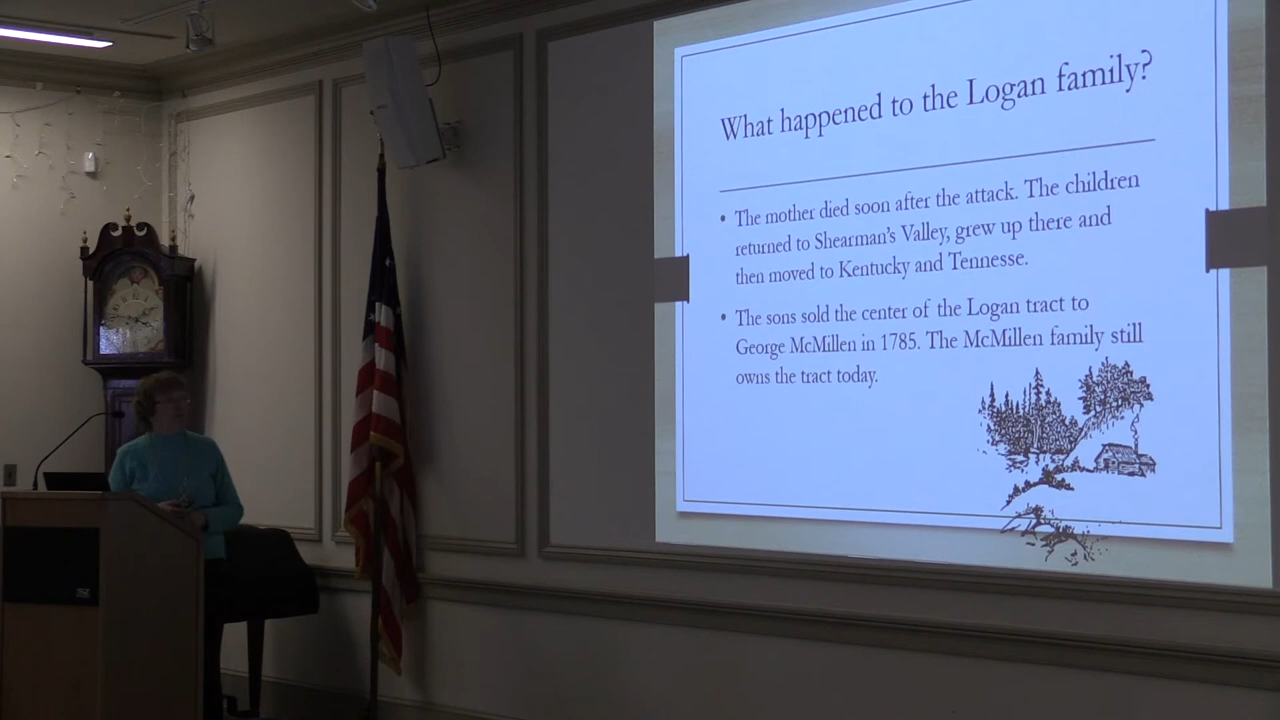 What happened to the Logan family?
• The mother died soon after the attack. The children
returned to Shearman's Valley, grew up there and
then moved to Kentucky and Tennesse.
• The sons sold the center of the Logan tract to
George McMillen in 1785. The McMillen family still
owns the tract today.